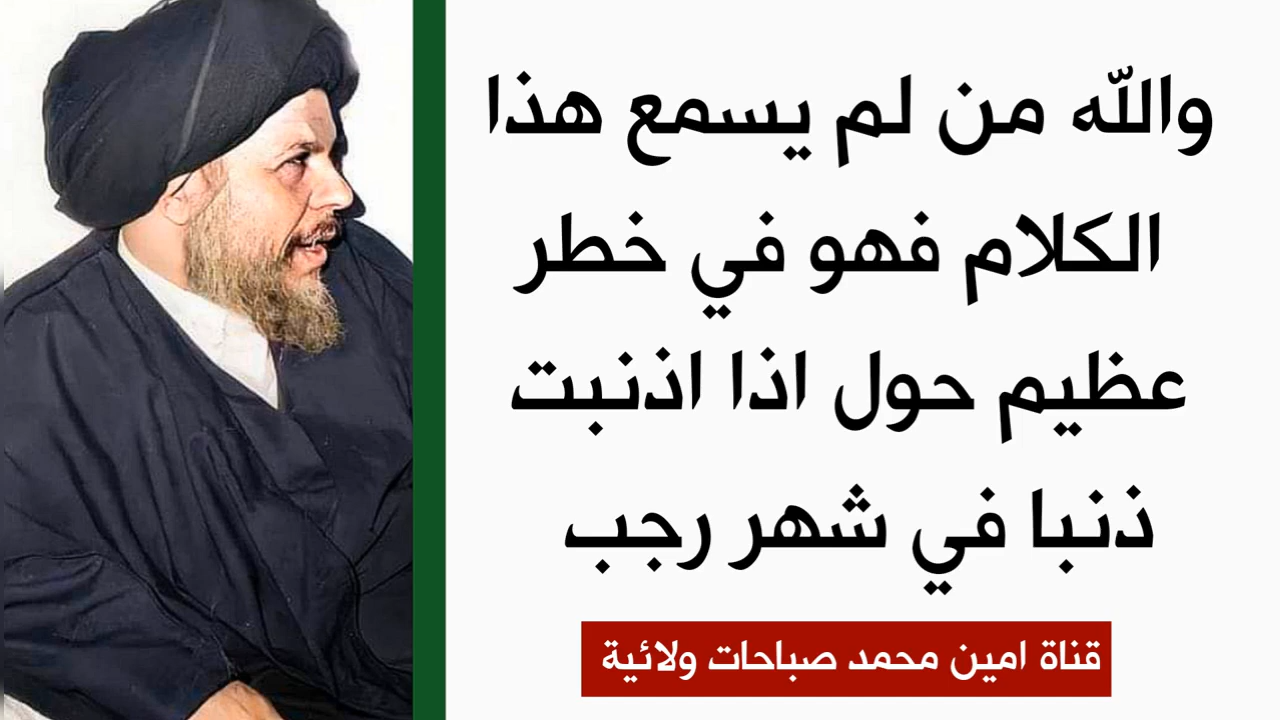 والله من لم يسمع هذا
الكلام فهو في خطر
عظيم حول اذا اذنبت
ذنبا في شهر رجب
قناة امين محمد صباحات ولائية